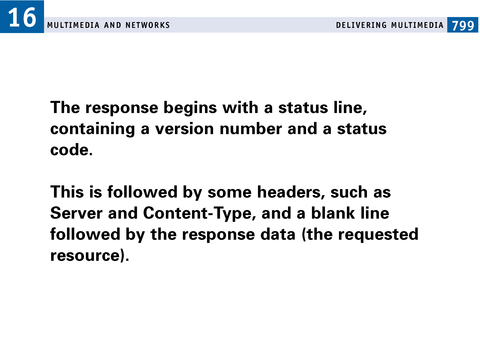 16
MULTIMEDIA AND NETWORKS
DELIVERING MULTIMEDIA 799
The response begins with a status line,
containing a version number and a status
code.
This is followed by some headers, such as
Server and Content-Type, and a blank line
followed by the response data (the requested
resource).